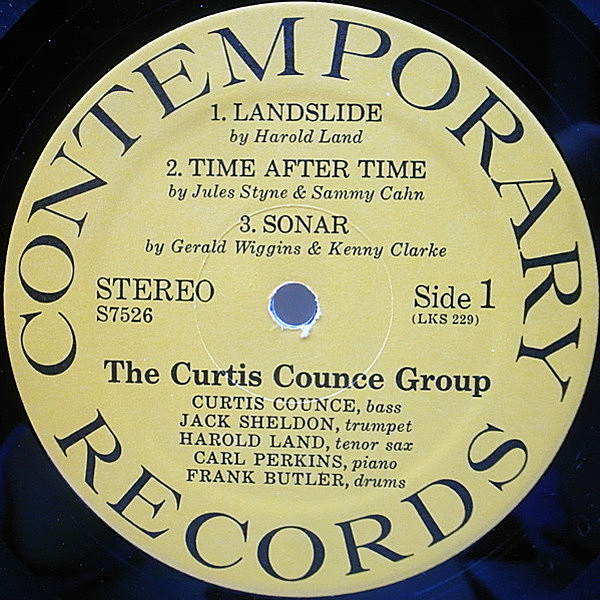 CONTEMPORARY
1. LANDSLIDE
by Harold Land
2. TIME AFTER TIME
by Jules Styne & Sammy Cahn
3. SONAR
by Gerald Wiggins & Kenny Clarke
STEREO
S7526
Side 1
(LKS 229)
The Curtis Counce Group
CURTIS COUNCE, bass
JACK SHELDON, trumpet
HAROLD LAND, tenor sax
CARL PERKINS, piano
FRANK BUTLER, drums
RECORDS